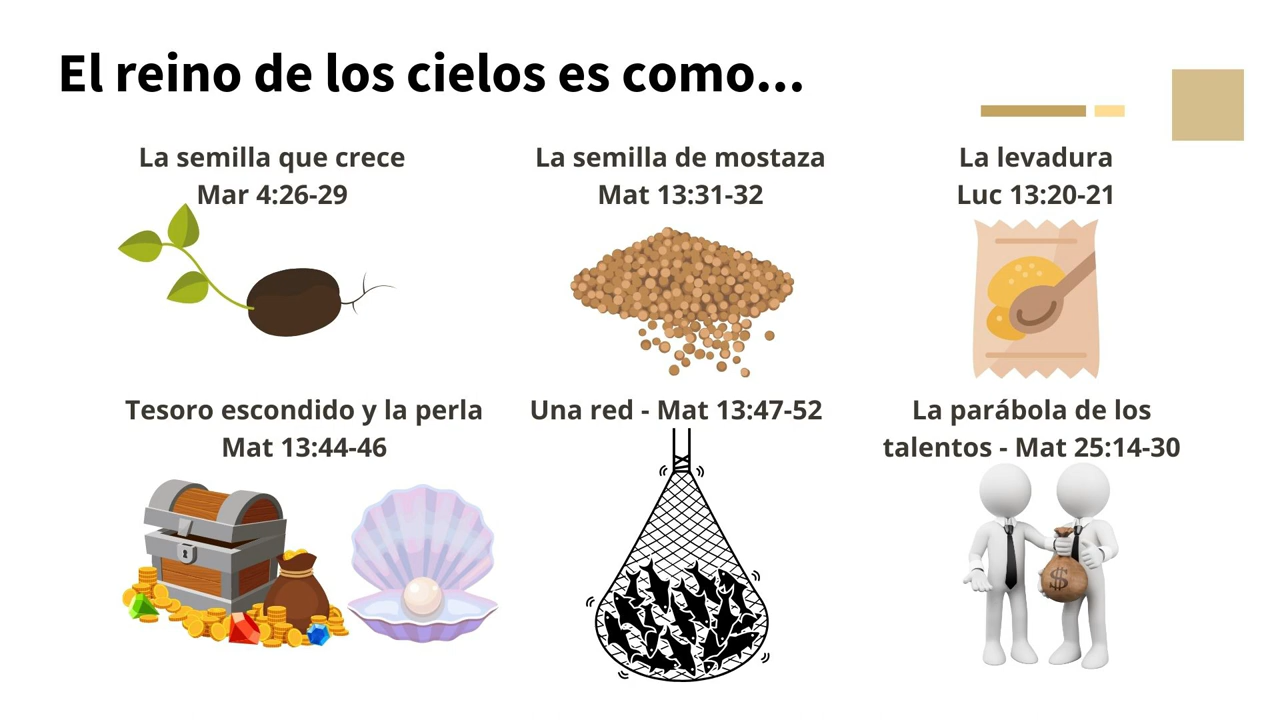 El reino de los cielos es como...
La semilla que crece
Mar 4:26-29
La semilla de mostaza
Mat 13:31-32
La levadura
Luc 13:20-21
Tesoro escondido y la perla
Mat 13:44-46
Una red - Mat 13:47-52
La parábola de los
talentos - Mat 25:14-30
$